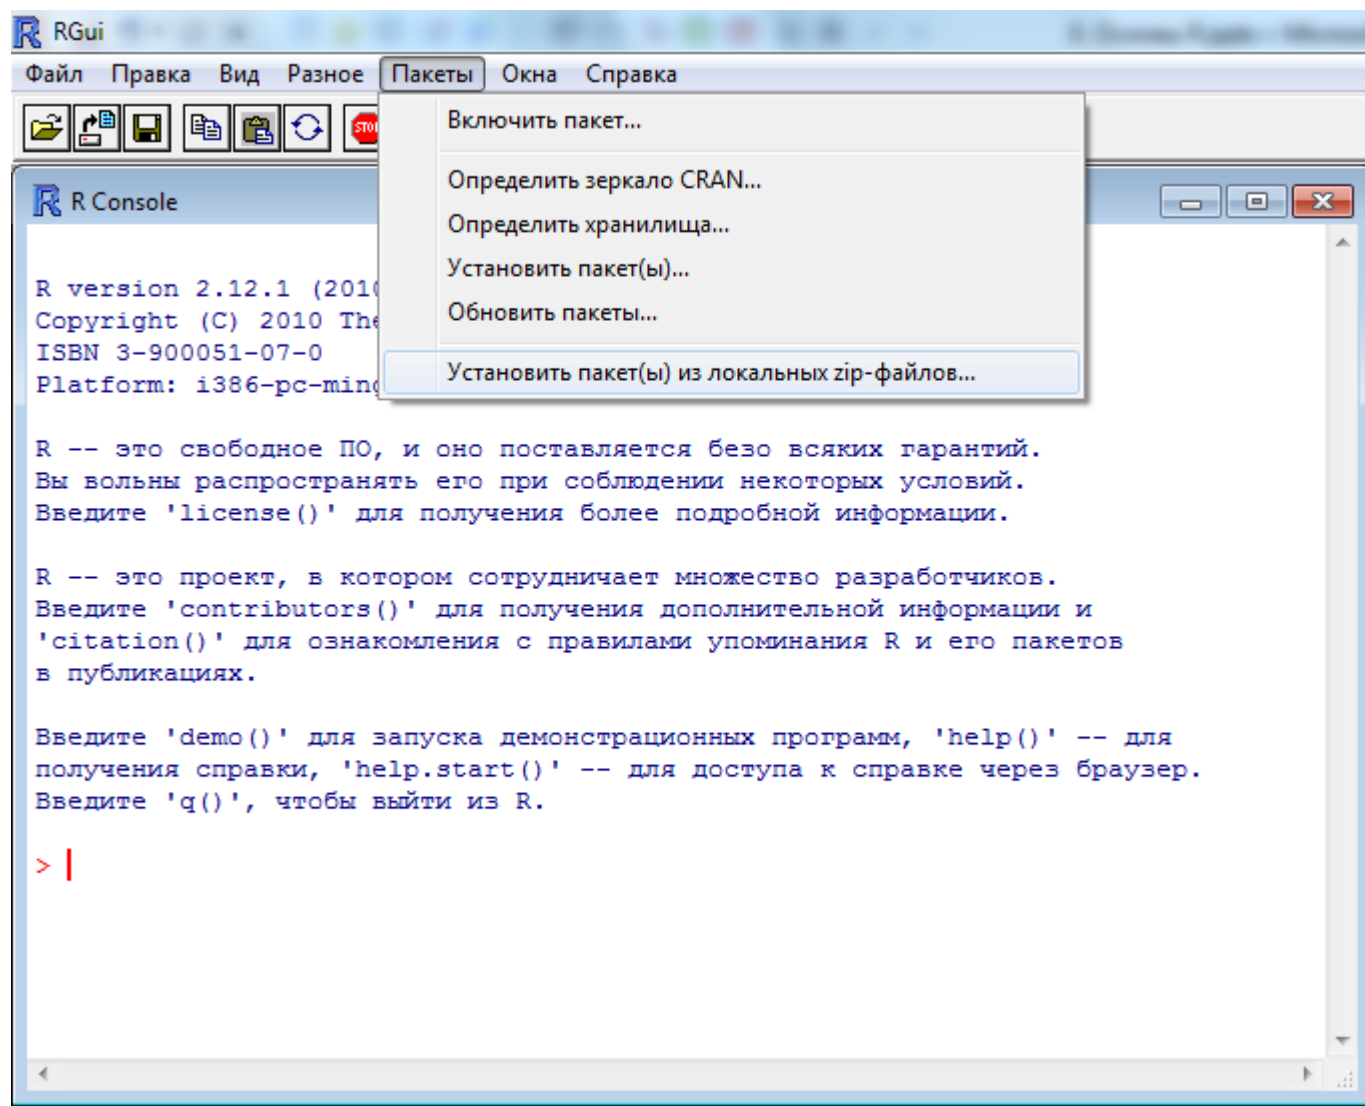 RGui
Файл Правка Вид Разное Пакеты Окна Справка
STOP
Включить пакет...
Определить зеркало CRAN...
Определить хранилища...
Установить пакет(ы)...
Обновить пакеты...
Установить пакет(ы) из локальных zip-файлов...
R Console
R version 2.12.1 (201
Copyright (C) 2010 The
ISBN 3-900051-07-0
Platform: i386-pc-ming
R -- это свободное ПО, и оно поставляется безо всяких гарантий.
Вы вольны распространять его при соблюдении некоторых условий.
Введите 'license()' для получения более подробной информации.
R -- это проект, в котором сотрудничает множество разработчиков.
Введите 'contributors()' для получения дополнительной информации и
'citation()' для ознакомления с правилами упоминания R и его пакетов
в публикациях.
Введите 'demo()' для запуска демонстрационных программ, 'help()' -- для
получения справки, 'help.start()' -- для доступа к справке через браузер.
Введите 'q()', чтобы выйти из R.
>